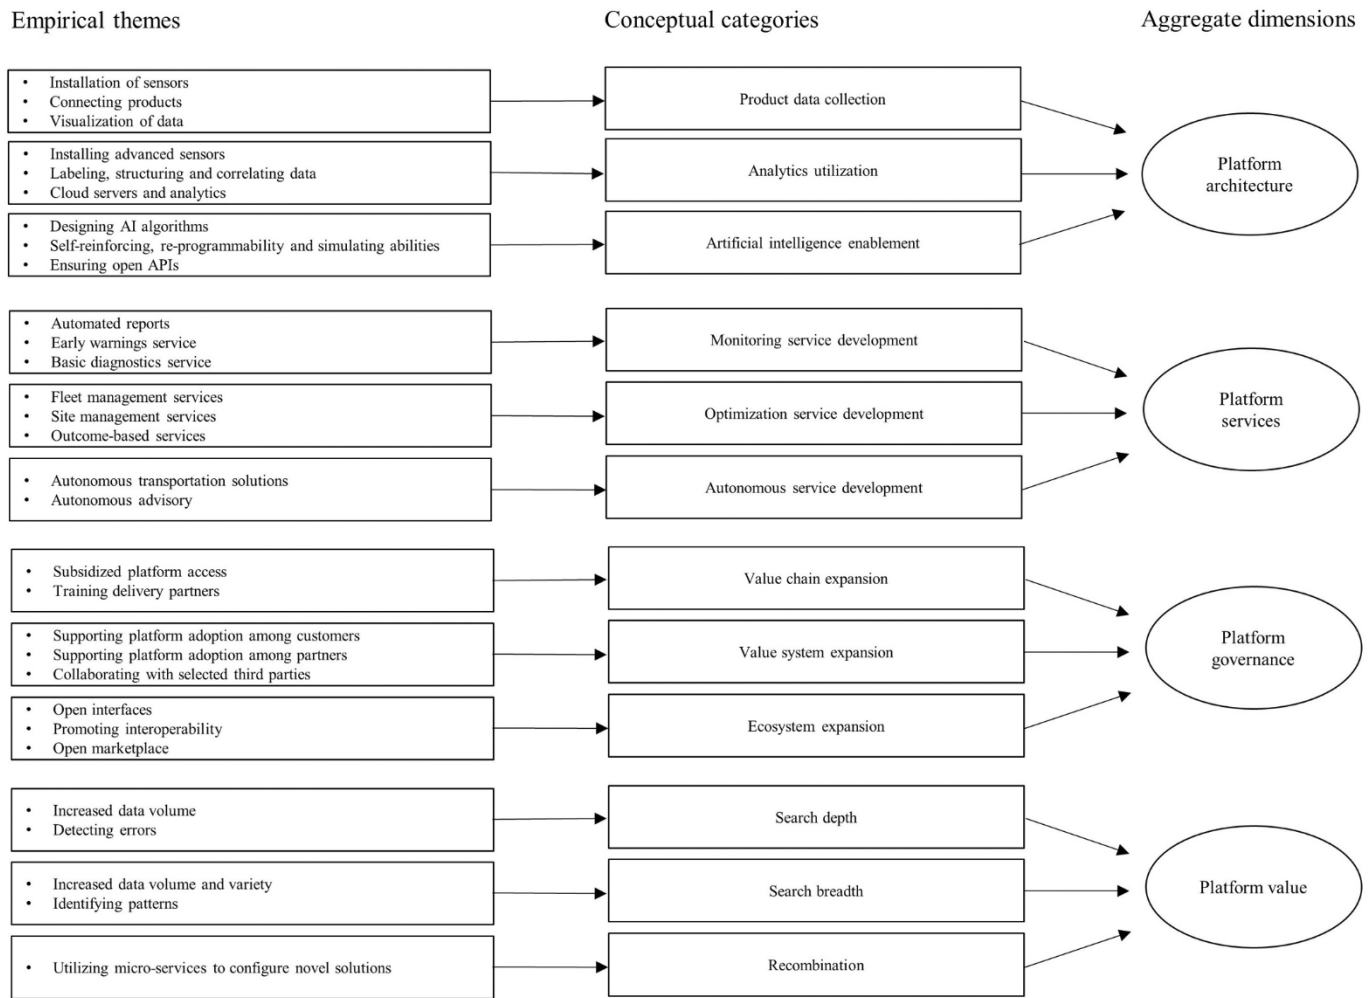 Empirical themes
Conceptual categories
Aggregate dimensions
• Installation of sensors
• Connecting products
• Visualization of data
Product data collection
• Installing advanced sensors
• Labeling, structuring and correlating data
• Cloud servers and analytics
Analytics utilization
• Designing AI algorithms
• Self-reinforcing, re-programmability and simulating abilities
• Ensuring open APIs
Artificial intelligence enablement
Platform
architecture
• Automated reports
• Early warnings service
• Basic diagnostics service
Monitoring service development
• Fleet management services
• Site management services
• Outcome-based services
Optimization service development
• Autonomous transportation solutions
• Autonomous advisory
Autonomous service development
Platform
services
• Subsidized platform access
• Training delivery partners
Value chain expansion
• Supporting platform adoption among customers
• Supporting platform adoption among partners
• Collaborating with selected third parties
Value system expansion
• Open interfaces
• Promoting interoperability
• Open marketplace
Ecosystem expansion
Platform
governance
• Increased data volume
• Detecting errors
Search depth
• Increased data volume and variety
• Identifying patterns
Search breadth
• Utilizing micro-services to configure novel solutions
Recombination
Platform value